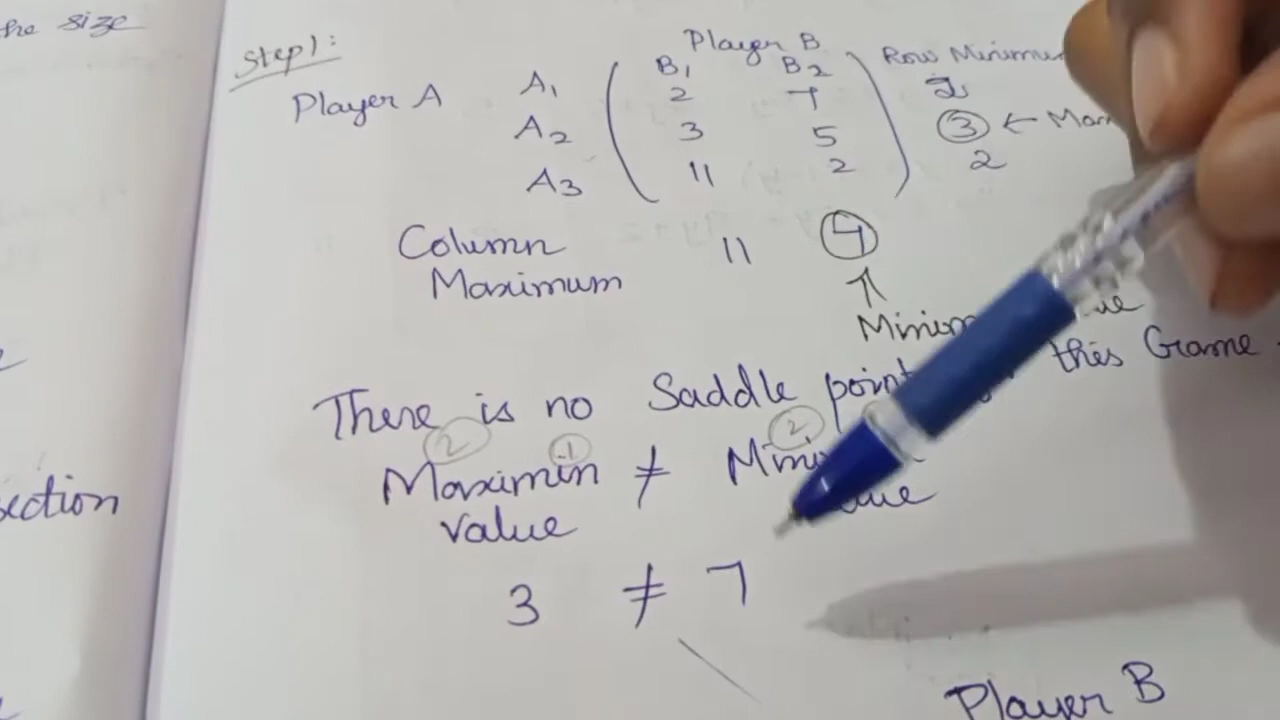 the size
Step 1:
Player B
B1 B2 Row Minimum
Player A A1 2 7 2
A2 3 5 3 ←
A3 11 2 2
Column 11 7
Maximum
↑
There is no Saddle point this Game
2 -1 2
Maximin ≠
Value
3 ≠ 7
section
Player B